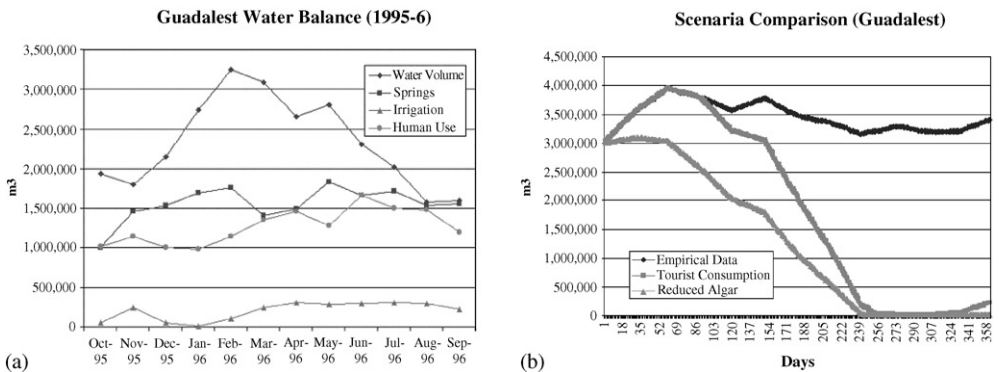 Guadalest Water Balance (1995-6)
3,500,000
3,000,000
2,500,000
2,000,000
1,500,000
1,000,000
500,000
0
m3
Water Volume
Springs
Irrigation
Human Use
Oct- Nov- Dec- Jan- Feb- Mar- Apr- May- Jun- Jul- Aug- Sep-
95 95 95 96 96 96 96 96 96 96 96 96
(a)
Scenaria Comparison (Guadalest)
4,500,000
4,000,000
3,500,000
3,000,000
2,500,000
2,000,000
1,500,000
1,000,000
500,000
0
m3
Empirical Data
Tourist Consumption
Reduced Algar
1 18 35 52 69 86 103 120 137 154 171 188 205 222 239 256 273 290 307 324 341 358
Days
(b)